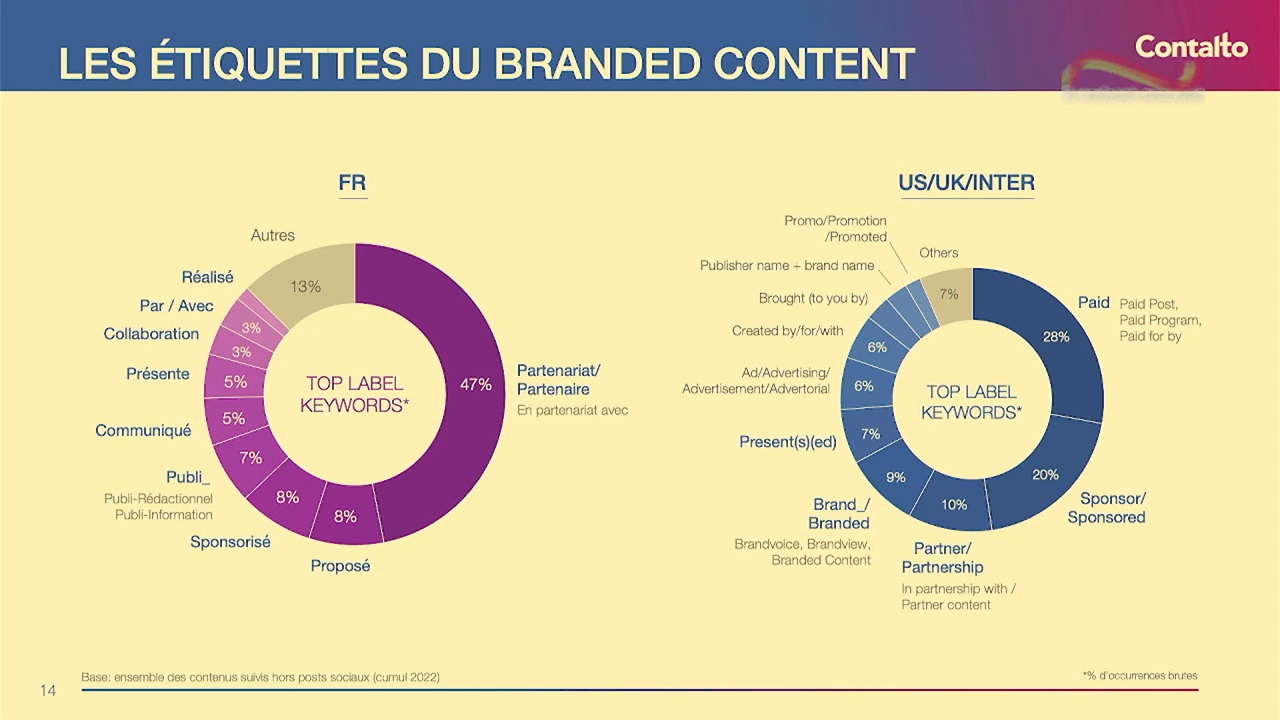 LES ÉTIQUETTES DU BRANDED CONTENT
Contalto
FR
Autres
Réalisé
Par / Avec
Collaboration
Présente
Communiqué
Publi_
Publi-Rédactionnel
Publi-Information
Sponsorisé
Proposé
Partenariat/
Partenaire
En partenariat avec
13%
3%
3%
5%
5%
7%
8%
8%
47%
TOP LABEL
KEYWORDS*
US/UK/INTER
Promo/Promotion
/Promoted
Others
Publisher name + brand name
Brought (to you by)
Created by/for/with
Ad/Advertising/
Advertisement/Advertorial
Present(s)(ed)
Brand_/
Branded
Brandvoice, Brandview,
Branded Content
Partner/
Partnership
In partnership with /
Partner content
Sponsor/
Sponsored
Paid
Paid Post,
Paid Program,
Paid for by
7%
6%
6%
7%
9%
10%
20%
28%
TOP LABEL
KEYWORDS*
14
Base: ensemble des contenus suivis hors posts sociaux (cumul 2022)
*% d'occurrences brutes